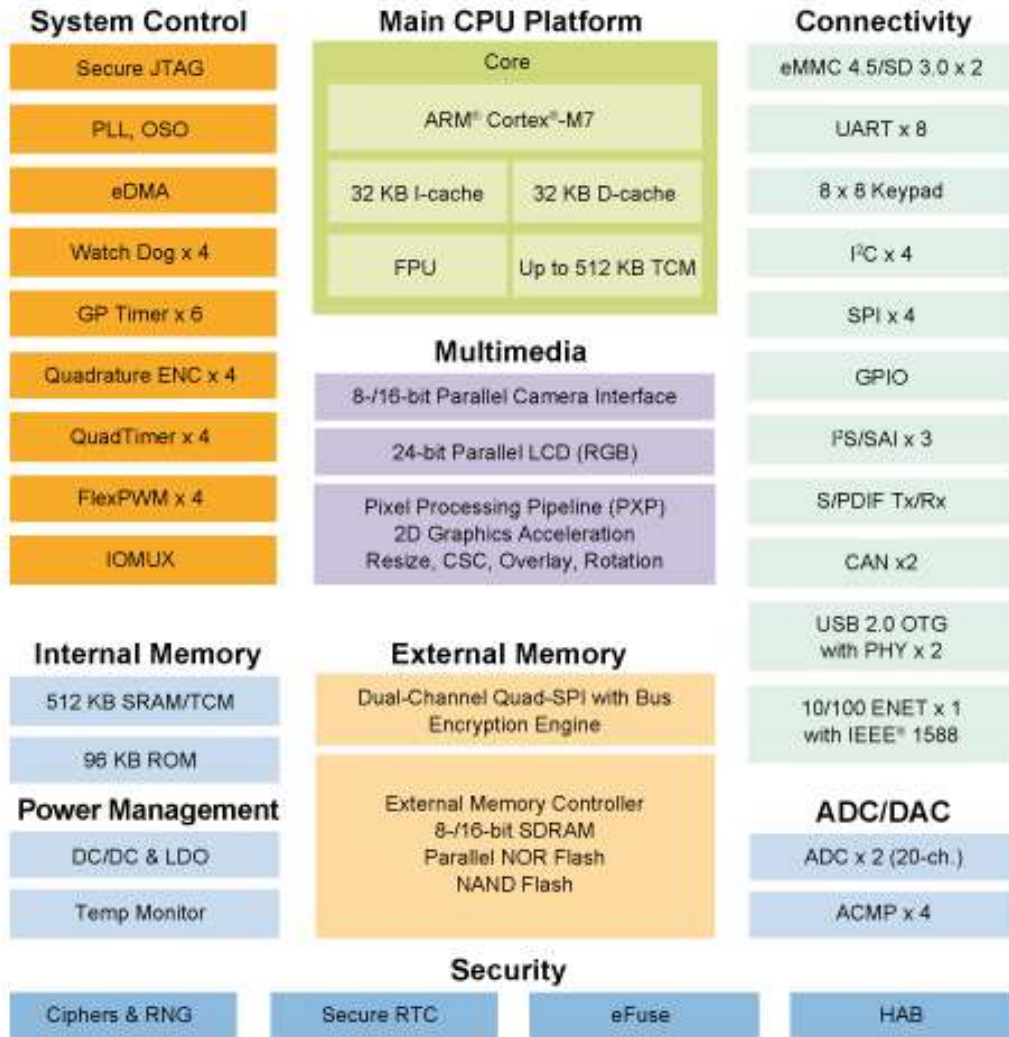 System Control
Secure JTAG
PLL, OSO
eDMA
Watch Dog x 4
GP Timer x 6
Quadrature ENC x 4
QuadTimer x 4
FlexPWM x 4
IOMUX
Main CPU Platform
Core
ARM® Cortex®-M7
32 KB I-cache
32 KB D-cache
FPU
Up to 512 KB TCM
Multimedia
8-/16-bit Parallel Camera Interface
24-bit Parallel LCD (RGB)
Pixel Processing Pipeline (PXP)
2D Graphics Acceleration
Resize, CSC, Overlay, Rotation
Connectivity
eMMC 4.5/SD 3.0 x 2
UART x 8
8 x 8 Keypad
I²C x 4
SPI x 4
GPIO
I²S/SAI x 3
S/PDIF Tx/Rx
CAN x2
USB 2.0 OTG
with PHY x 2
10/100 ENET x 1
with IEEE® 1588
Internal Memory
512 KB SRAM/TCM
96 KB ROM
Power Management
DC/DC & LDO
Temp Monitor
External Memory
Dual-Channel Quad-SPI with Bus
Encryption Engine
External Memory Controller
8-/16-bit SDRAM
Parallel NOR Flash
NAND Flash
ADC/DAC
ADC x 2 (20-ch.)
ACMP x 4
Security
Ciphers & RNG
Secure RTC
eFuse
HAB